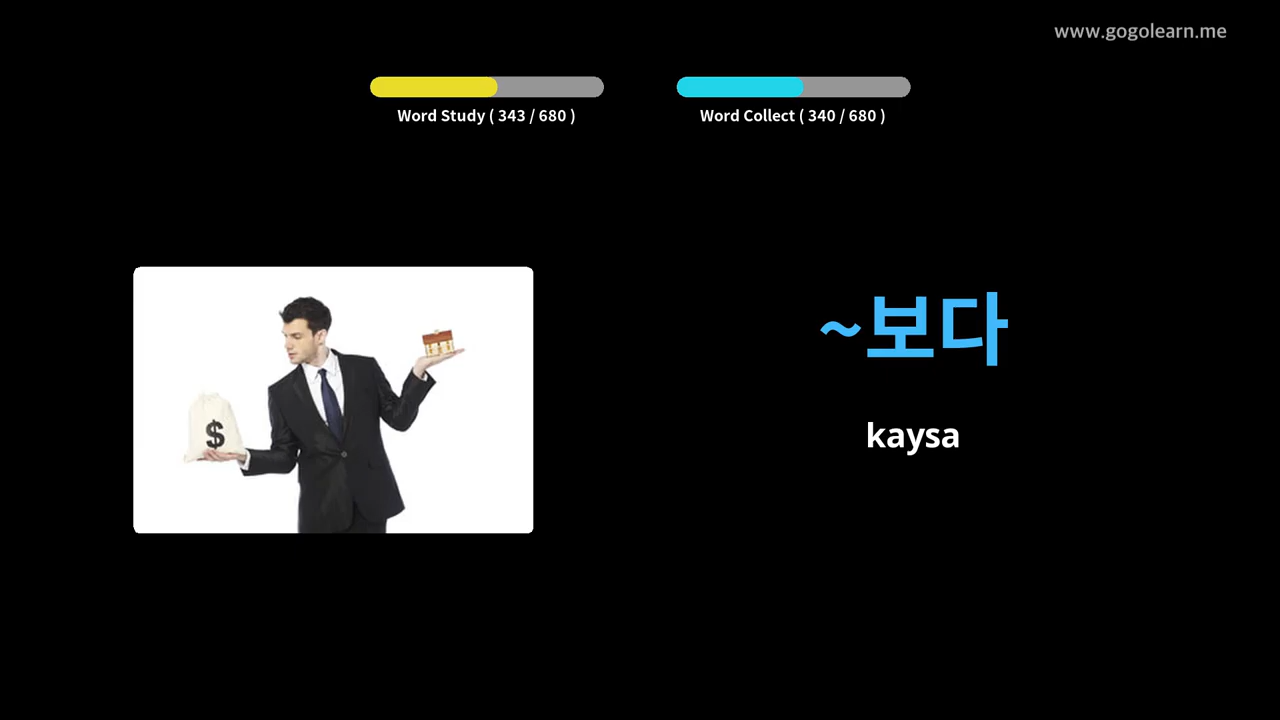 www.gogolearn.me
Word Study ( 343 / 680 )
Word Collect ( 340 / 680 )
~보다
kaysa
$